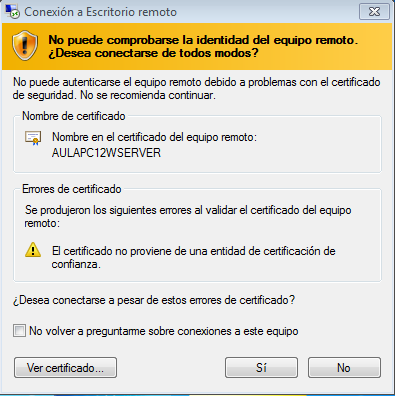 Conexión a Escritorio remoto
No puede comprobarse la identidad del equipo remoto.
¿Desea conectarse de todos modos?
No puede autenticarse el equipo remoto debido a problemas con el certificado
de seguridad. No se recomienda continuar.
Nombre de certificado
Nombre en el certificado del equipo remoto:
AULAPC12WSERVER
Errores de certificado
Se produjeron los siguientes errores al validar el certificado del equipo
remoto:
El certificado no proviene de una entidad de certificación de
confianza.
¿Desea conectarse a pesar de estos errores de certificado?
No volver a preguntarme sobre conexiones a este equipo
Ver certificado...
Sí
No